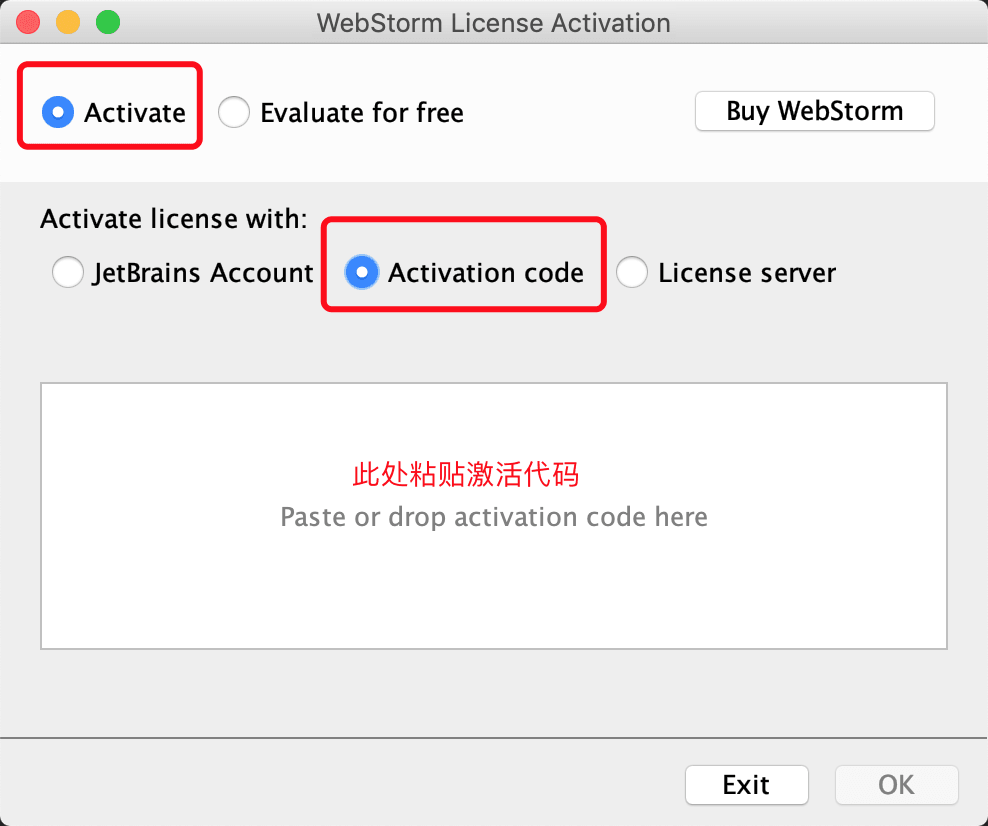 WebStorm License Activation
Activate Evaluate for free Buy WebStorm
Activate license with:
JetBrains Account Activation code License server
此处粘贴激活代码
Paste or drop activation code here
Exit OK